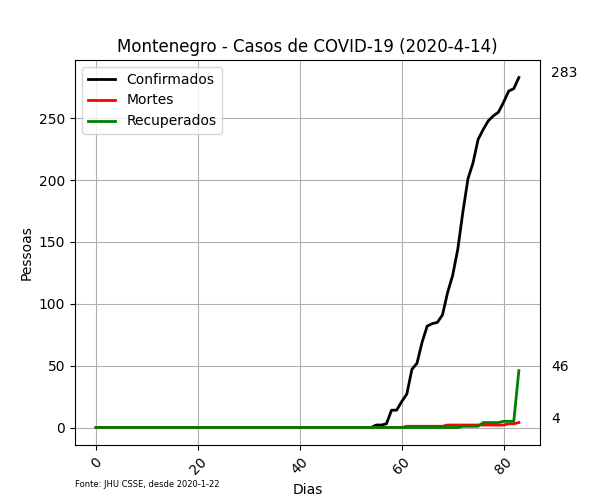 Montenegro - Casos de COVID-19 (2020-4-14)
Confirmados
Mortes
Recuperados
283
46
4
Pessoas
250
200
150
100
50
0
0 20 40 60 80
Dias
Fonte: JHU CSSE, desde 2020-1-22